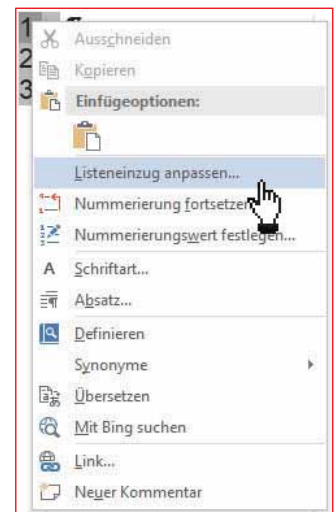 1
2
3
Ausschneiden
Kopieren
Einfügeoptionen:
Listeneinzug anpassen...
Nummerierung fortsetzen
Nummerierungswert festlegen...
A Schriftart...
Absatz...
Definieren
Synonyme
Übersetzen
Mit Bing suchen
Link...
Neuer Kommentar